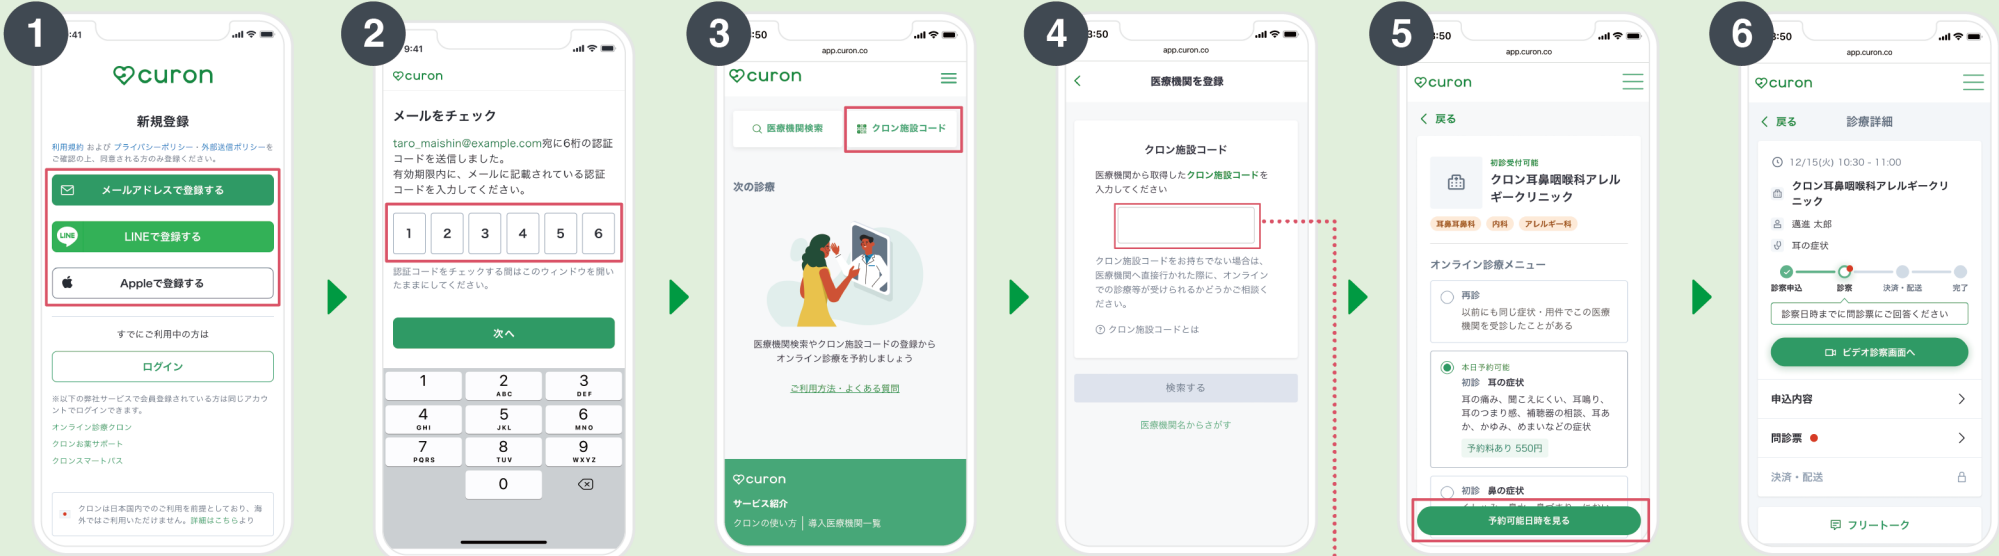 1
:41
curon
新規登録
利用規約 および プライバシーポリシー・外部送信ポリシーを
ご確認の上、同意される方のみ登録ください。
メールアドレスで登録する
LINE
LINEで登録する
Appleで登録する
すでにご利用中の方は
ログイン
※以下の弊社サービスで会員登録されている方は同じアカウ
ントでログインできます。
オンライン診療クロン
クロンお薬サポート
クロンスマートパス
クロンは日本国内でのご利用を前提としており、海
外ではご利用いただけません。詳細はこちらより
2
9:41
curon
メールをチェック
taro_maishin@example.com宛に6桁の認証
コードを送信しました。
有効期限内に、メールに記載されている認証
コードを入力してください。
1 2 3 4 5 6
認証コードをチェックする間はこのウィンドウを開い
たままにしてください。
次へ
1 2 3
ABC DEF
4 5 6
GHI JKL MNO
7 8 9
PQRS TUV WXYZ
0
3
:50
app.curon.co
curon
医療機関検索
クロン施設コード
次の診療
医療機関検索やクロン施設コードの登録から
オンライン診療を予約しましょう
ご利用方法・よくある質問
curon
サービス紹介
クロンの使い方
導入医療機関一覧
4
3:50
app.curon.co
医療機関を登録
クロン施設コード
医療機関から取得したクロン施設コードを
入力してください
クロン施設コードをお持ちでない場合は、
医療機関へ直接行かれた際に、オンライン
での診療等が受けられるかどうかご相談く
ださい。
クロン施設コードとは
検索する
医療機関名からさがす
5
:50
app.curon.co
curon
戻る
初診受付可能
クロン耳鼻咽喉科アレル
ギークリニック
耳鼻耳鼻科
内科
アレルギー科
オンライン診療メニュー
再診
以前にも同じ症状・用件でこの医療
機関を受診したことがある
本日予約可能
初診 耳の症状
耳の痛み、聞こえにくい、耳鳴り、
耳のつまり感、補聴器の相談、耳あ
か、かゆみ、めまいなどの症状
予約料あり 550円
初診 鼻の症状
予約可能日時を見る
6
3:50
app.curon.co
curon
戻る
診療詳細
12/15(火) 10:30 - 11:00
クロン耳鼻咽喉科アレルギークリ
ニック
邁進 太郎
耳の症状
診察申込 診察 決済・配送 完了
診察日時までに問診票にご回答ください
ビデオ診察画面へ
申込内容
問診票
決済・配送
フリートーク